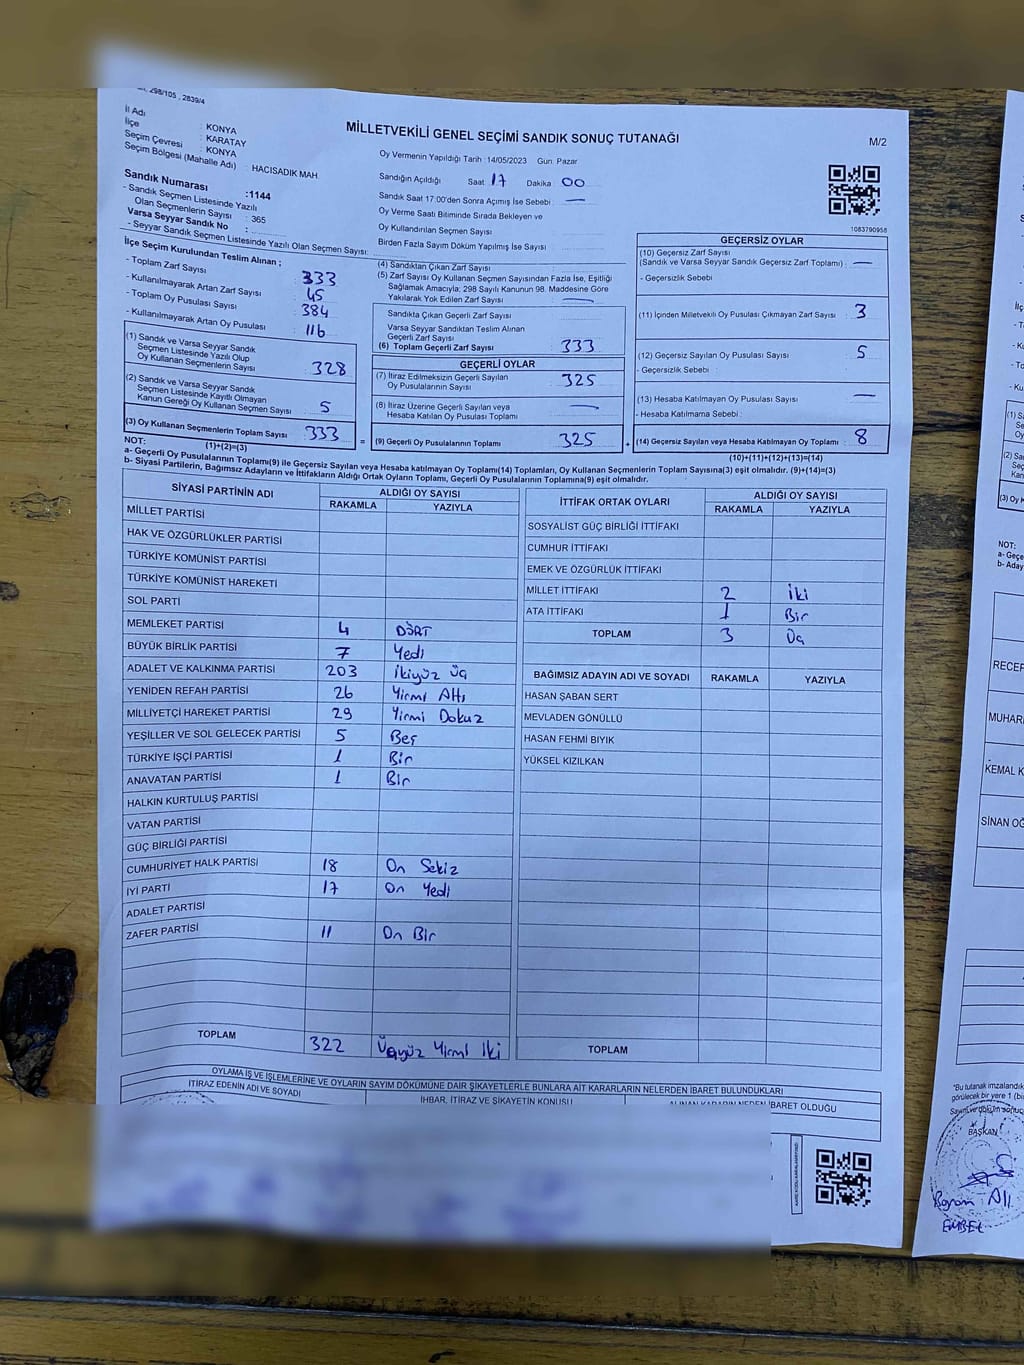 298/105 , 2839/4
İl Adı : KONYA
İlçe : KARATAY
Seçim Çevresi : KONYA
Seçim Bölgesi (Mahalle Adı) : HACISADIK MAH.
MİLLETVEKİLİ GENEL SEÇİMİ SANDIK SONUÇ TUTANAĞI
M/2
Oy Vermenin Yapıldığı Tarih :14/05/2023 Gün: Pazar
Sandığın Açıldığı Saat 17 Dakika 00
Sandık Saat 17:00'den Sonra Açımış İse Sebebi : —
Oy Verme Saati Bitiminde Sırada Bekleyen ve
Oy Kullandırılan Seçmen Sayısı
Birden Fazla Sayım Döküm Yapılmış İse Sayısı
1083790958
Sandık Numarası :1144
- Sandık Seçmen Listesinde Yazılı
Olan Seçmenlerin Sayısı : 365
Varsa Seyyar Sandık No :
- Seyyar Sandık Seçmen Listesinde Yazılı Olan Seçmen Sayısı:
İlçe Seçim Kurulundan Teslim Alınan ;
- Toplam Zarf Sayısı : 333
- Kullanılmayarak Artan Zarf Sayısı : 45
- Toplam Oy Pusulası Sayısı : 384
- Kullanılmayarak Artan Oy Pusulası : 116
(1) Sandık ve Varsa Seyyar Sandık
Seçmen Listesinde Yazılı Olup
Oy Kullanan Seçmenlerin Sayısı 328
(2) Sandık ve Varsa Seyyar Sandık
Seçmen Listesinde Kayıtlı Olmayan
Kanun Gereği Oy Kullanan Seçmen Sayısı 5
(3) Oy Kullanan Seçmenlerin Toplam Sayısı 333
(1)+(2)=(3)
(4) Sandıktan Çıkan Zarf Sayısı
(5) Zarf Sayısı Oy Kullanan Seçmen Sayısından Fazla İse, Eşitliği
Sağlamak Amacıyla; 298 Sayılı Kanunun 98. Maddesine Göre
Yakılarak Yok Edilen Zarf Sayısı —
Sandıkta Çıkan Geçerli Zarf Sayısı
Varsa Seyyar Sandıktan Teslim Alınan
Geçerli Zarf Sayısı
(6) Toplam Geçerli Zarf Sayısı 333
GEÇERLİ OYLAR
(7) İtiraz Edilmeksizin Geçerli Sayılan
Oy Pusulalarının Sayısı 325
(8) İtiraz Üzerine Geçerli Sayılan veya
Hesaba Katılan Oy Pusulası Toplamı —
= (9) Geçerli Oy Pusulalarının Toplamı 325 +
GEÇERSİZ OYLAR
(10) Geçersiz Zarf Sayısı
(Sandık ve Varsa Seyyar Sandık Geçersiz Zarf Toplamı) : —
- Geçersizlik Sebebi
(11) İçinden Milletvekili Oy Pusulası Çıkmayan Zarf Sayısı : 3
(12) Geçersiz Sayılan Oy Pusulası Sayısı : 5
- Geçersizlik Sebebi :
(13) Hesaba Katılmayan Oy Pusulası Sayısı : —
- Hesaba Katılmama Sebebi :
(14) Geçersiz Sayılan veya Hesaba Katılmayan Oy Toplamı : 8
(10)+(11)+(12)+(13)=(14)
NOT:
a- Geçerli Oy Pusulalarının Toplamı(9) ile Geçersiz Sayılan veya Hesaba katılmayan Oy Toplamı(14) Toplamları, Oy Kullanan Seçmenlerin Toplam Sayısına(3) eşit olmalıdır. (9)+(14)=(3)
b- Siyasi Partilerin, Bağımsız Adayların ve İttifakların Aldığı Ortak Oyların Toplamı, Geçerli Oy Pusulalarının Toplamına(9) eşit olmalıdır.
SİYASİ PARTİNİN ADI ALDIĞI OY SAYISI
RAKAMLA YAZIYLA
MİLLET PARTİSİ
HAK VE ÖZGÜRLÜKLER PARTİSİ
TÜRKİYE KOMÜNİST PARTİSİ
TÜRKİYE KOMÜNİST HAREKETİ
SOL PARTİ
MEMLEKET PARTİSİ 4 DÖRT
BÜYÜK BİRLİK PARTİSİ 7 Yedi
ADALET VE KALKINMA PARTİSİ 203 İkiyüz üç
YENİDEN REFAH PARTİSİ 26 Yirmi Altı
MİLLİYETÇİ HAREKET PARTİSİ 29 Yirmi Dokuz
YEŞİLLER VE SOL GELECEK PARTİSİ 5 Beş
TÜRKİYE İŞÇİ PARTİSİ 1 Bir
ANAVATAN PARTİSİ 1 Bir
HALKIN KURTULUŞ PARTİSİ
VATAN PARTİSİ
GÜÇ BİRLİĞİ PARTİSİ
CUMHURİYET HALK PARTİSİ 18 On Sekiz
İYİ PARTİ 17 On Yedi
ADALET PARTİSİ
ZAFER PARTİSİ 11 On Bir
TOPLAM 322 Üçyüz Yirmi İki
İTTİFAK ORTAK OYLARI ALDIĞI OY SAYISI
RAKAMLA YAZIYLA
SOSYALİST GÜÇ BİRLİĞİ İTTİFAKI
CUMHUR İTTİFAKI
EMEK VE ÖZGÜRLÜK İTTİFAKI
MİLLET İTTİFAKI 2 İki
ATA İTTİFAKI 1 Bir
TOPLAM 3 Üç
BAĞIMSIZ ADAYIN ADI VE SOYADI RAKAMLA YAZIYLA
HASAN ŞABAN SERT
MEVLADEN GÖNÜLLÜ
HASAN FEHMİ BIYIK
YÜKSEL KIZILKAN
TOPLAM
OYLAMA İŞ VE İŞLEMLERİNE VE OYLARIN SAYIM DÖKÜMÜNE DAİR ŞİKAYETLERLE BUNLARA AİT KARARLARIN NELERDEN İBARET BULUNDUKLARI
İTİRAZ EDENİN ADI VE SOYADI İHBAR, İTİRAZ VE ŞİKAYETİN KONUSU ALINAN KARARIN NEDEN İBARET OLDUĞU
NOT:
a- Geçe
b- Aday
RECEP
MUHAR
KEMAL K
SİNAN OĞ
"Bu tutanak imzalandık
görülecek bir yere 1 (bi
BAŞKAN